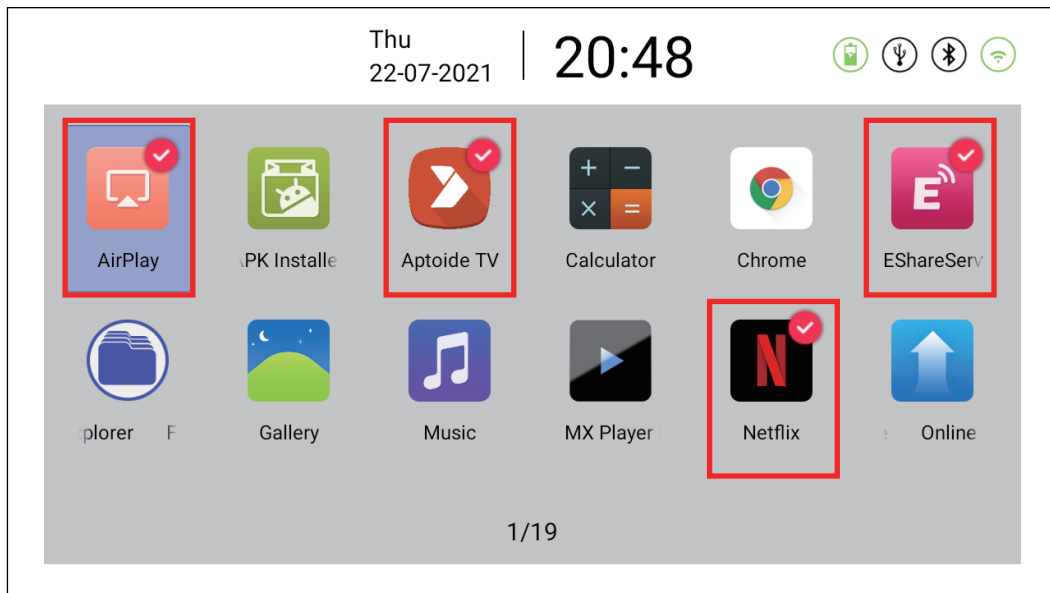 Thu
22-07-2021
20:48
E
AirPlay
PK Installe
Aptoide TV
Calculator
Chrome
EShareServ
N
plorer F
Gallery
Music
MX Player
Netflix
Online
1/19